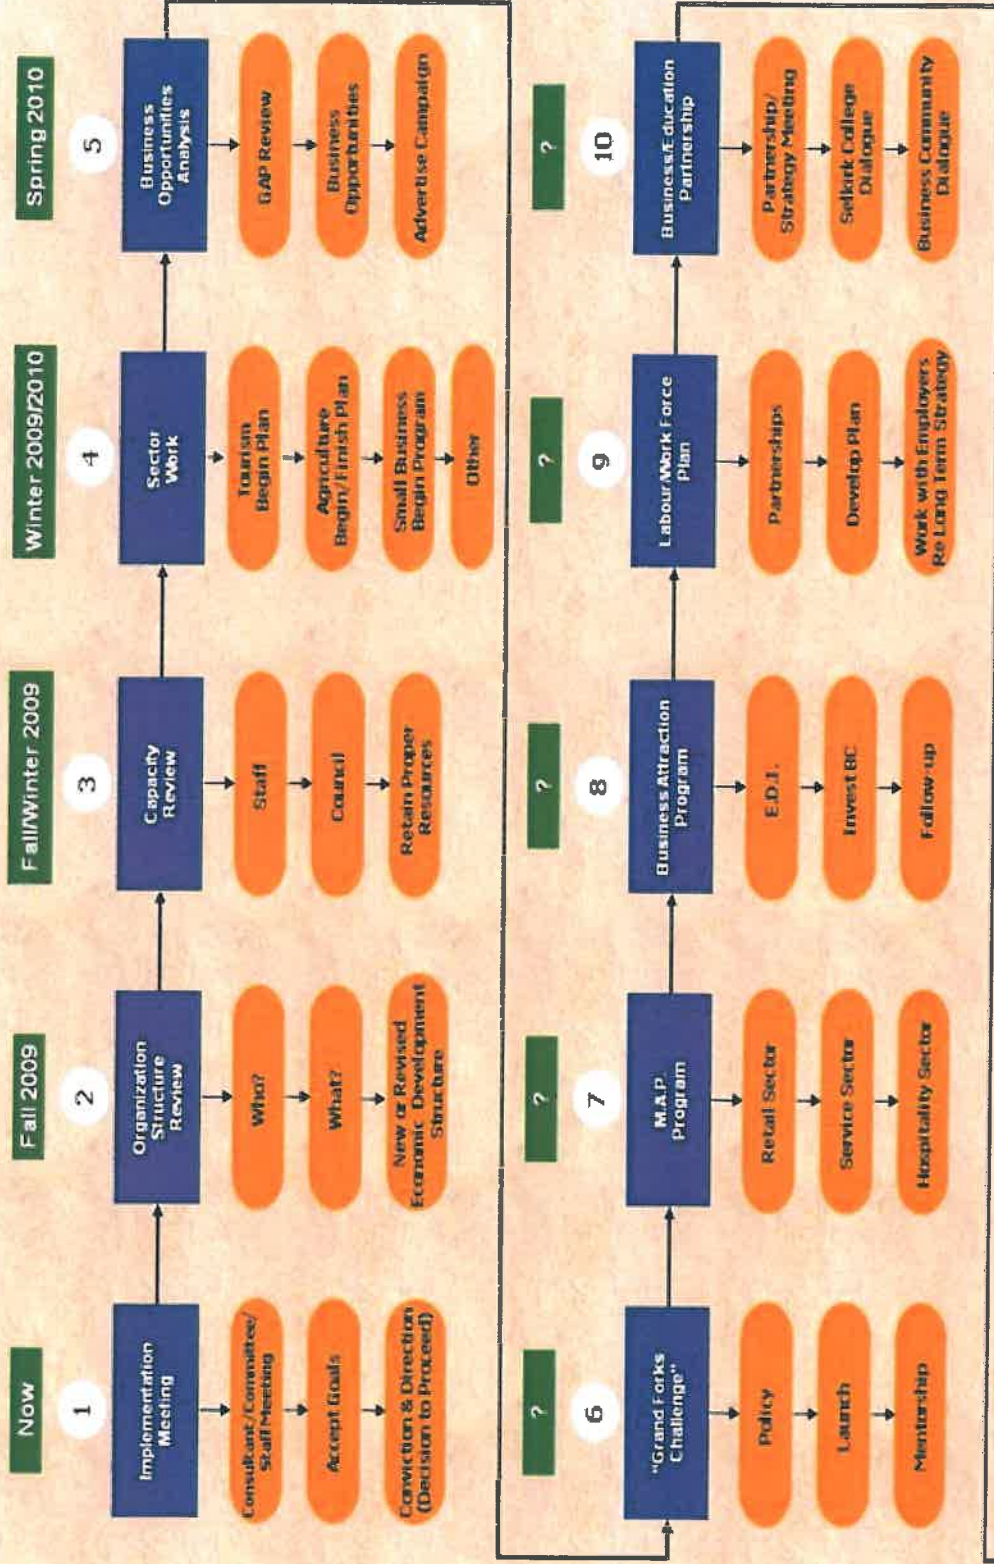 Now
1
Implementation
Meeting
Consultant/Committee/
Staff Meeting
Accept Goals
Conviction & Direction
(Decision to Proceed)
Fall 2009
2
Organization
Structure
Review
Who?
What?
New or Revised
Economic Development
Structure
Fall/Winter 2009
3
Capacity
Review
Staff
Council
Retain Proper
Resources
Winter 2009/2010
4
Sector
Work
Tourism
Begin Plan
Agriculture
Begin/Finish Plan
Small Business
Begin Program
Other
Spring 2010
5
Business
Opportunities
Analysis
GAP Review
Business
Opportunities
Advertise Campaign
?
6
"Grand Forks
Challenge"
Policy
Launch
Mentorship
?
7
M.A.P.
Program
Retail Sector
Service Sector
Hospitality Sector
?
8
Business Attraction
Program
E.D.I.
Invest BC
Follow up
?
9
Labour/Work Force
Plan
Partnerships
Develop Plan
Work with Employers
Re Long Term Strategy
?
10
Business/Education
Partnership
Partnership/
Strategy Meeting
Selkirk College
Dialogue
Business Community
Dialogue